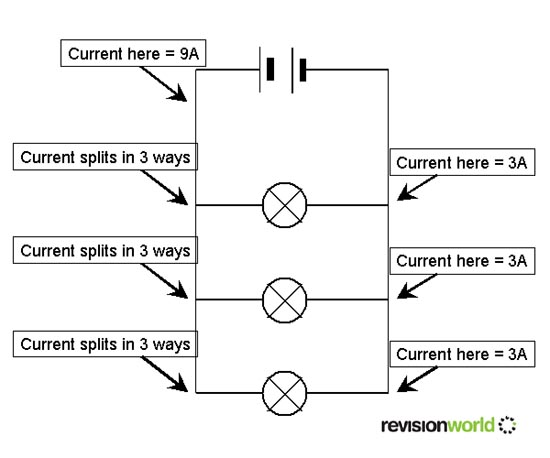 Current here = 9A
Current splits in 3 ways
Current here = 3A
Current splits in 3 ways
Current here = 3A
Current splits in 3 ways
Current here = 3A
revisionworld